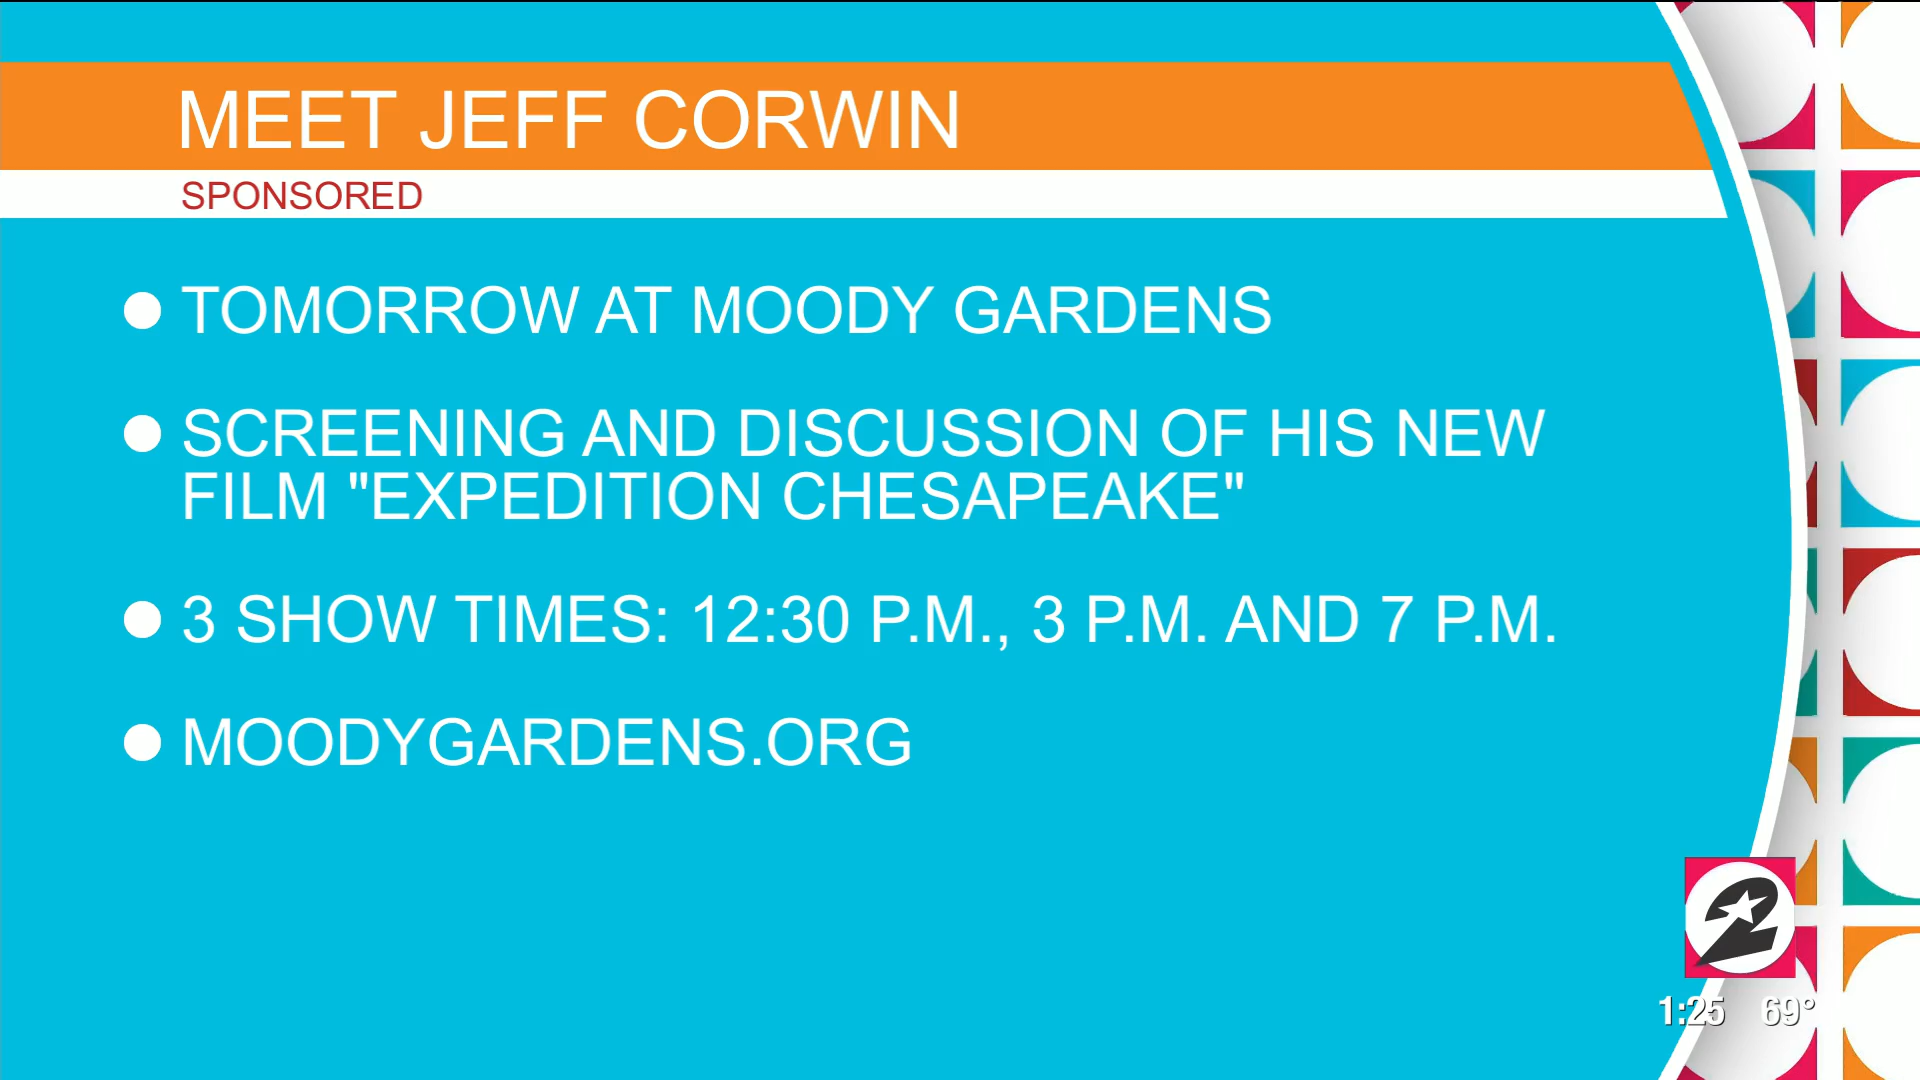 MEET JEFF CORWIN
SPONSORED
● TOMORROW AT MOODY GARDENS
● SCREENING AND DISCUSSION OF HIS NEW
FILM "EXPEDITION CHESAPEAKE"
● 3 SHOW TIMES: 12:30 P.M., 3 P.M. AND 7 P.M.
● MOODYGARDENS.ORG
2
1:25 69°